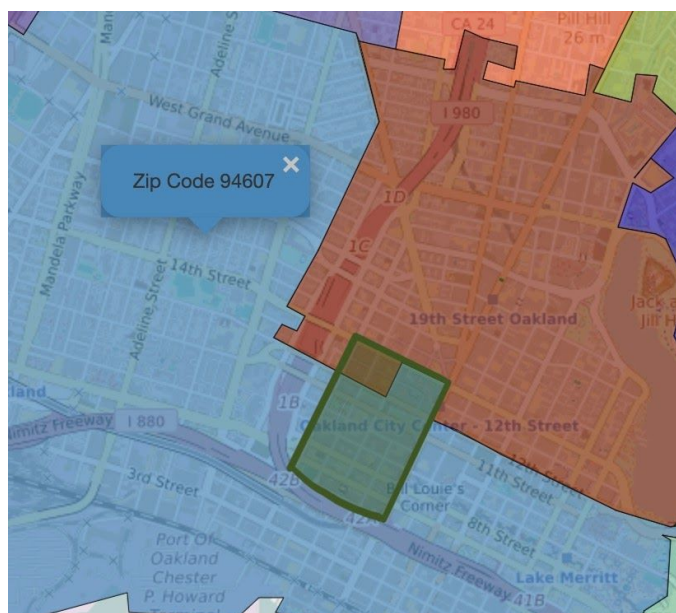 CA 24
Pill Hill
26 m
Adeline St
West Grand Avenue
I 980
×
Zip Code 94607
1D
Mandela Parkway
1C
14th Street
Adeline Street
19th Street Oakland
Jack a
Jill H
1B
I 880
Nimitz Freeway
Oakland City Center - 12th Street
12th Street
11th Street
3rd Street
42B
Bill Louie's
Corner
42A
8th Street
Port Of
Oakland
Chester
P. Howard
Nimitz Freeway
Lake Merritt
41B